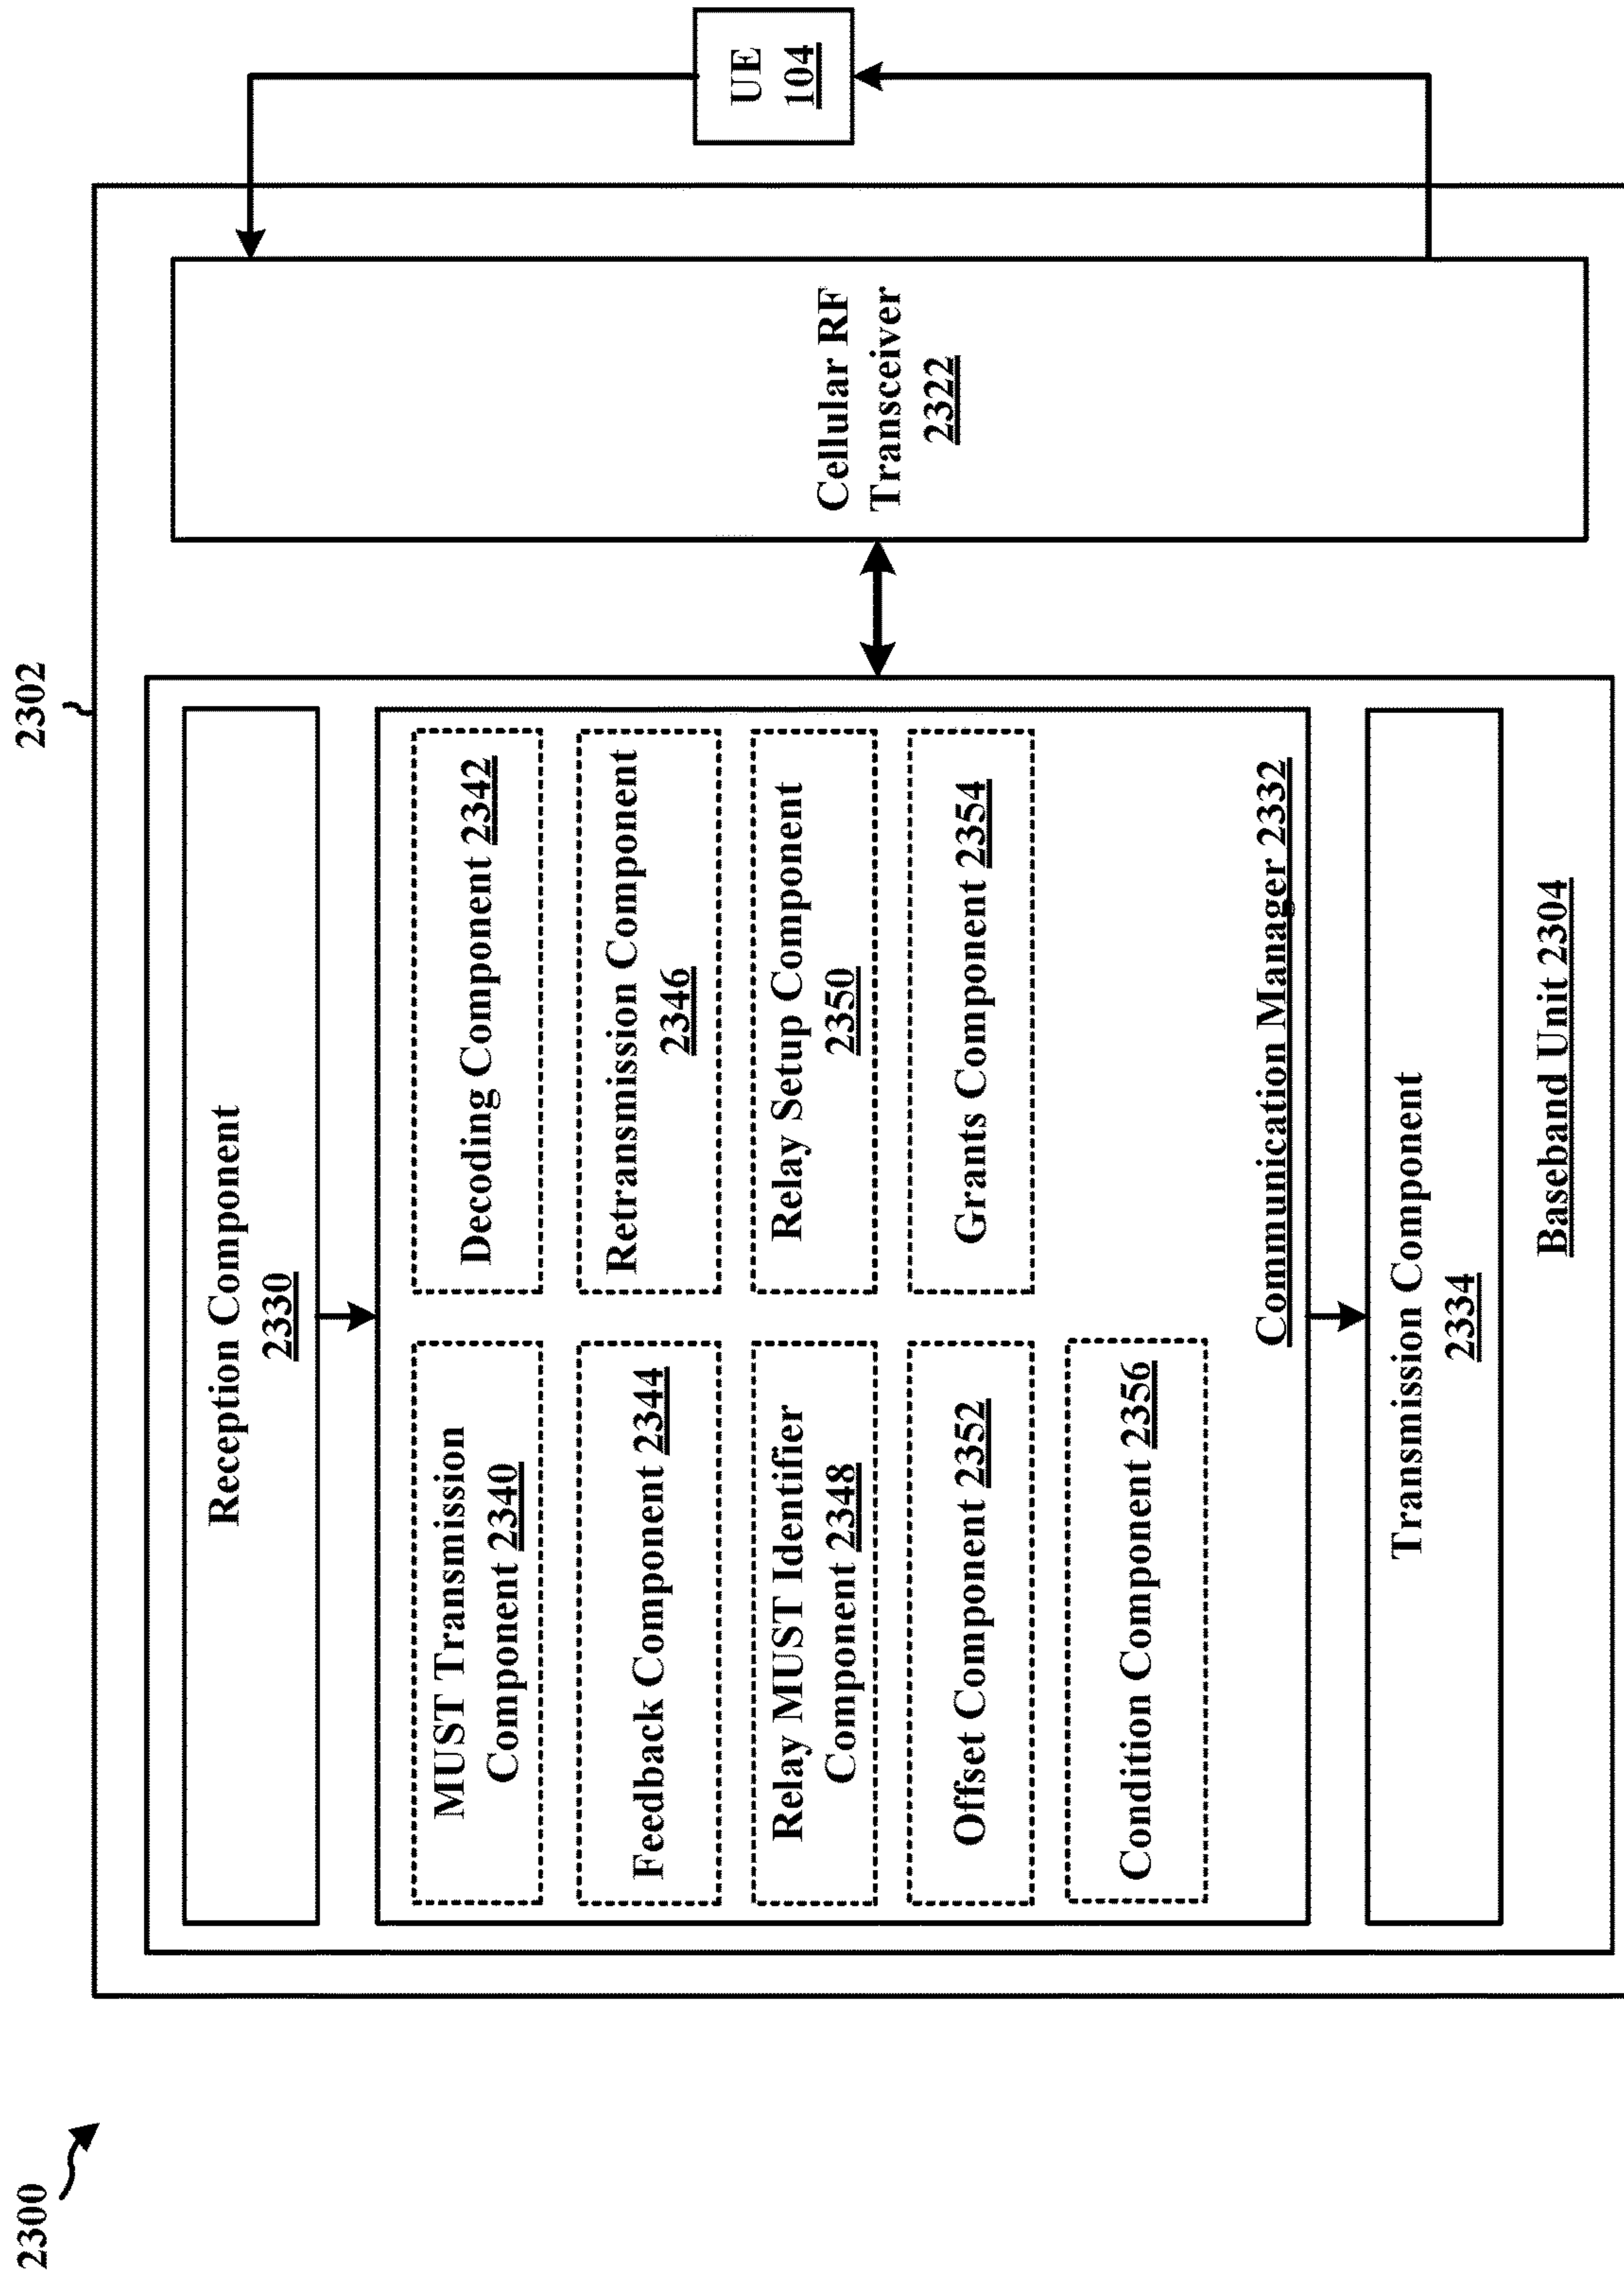 2300
2302
Reception Component
2330
MUST Transmission
Component 2340
Decoding Component 2342
Feedback Component 2344
Retransmission Component
2346
Relay MUST Identifier
Component 2348
Relay Setup Component
2350
Offset Component 2352
Grants Component 2354
Condition Component 2356
Communication Manager 2332
Transmission Component
2334
Baseband Unit 2304
Cellular RF
Transceiver
2322
UE
104